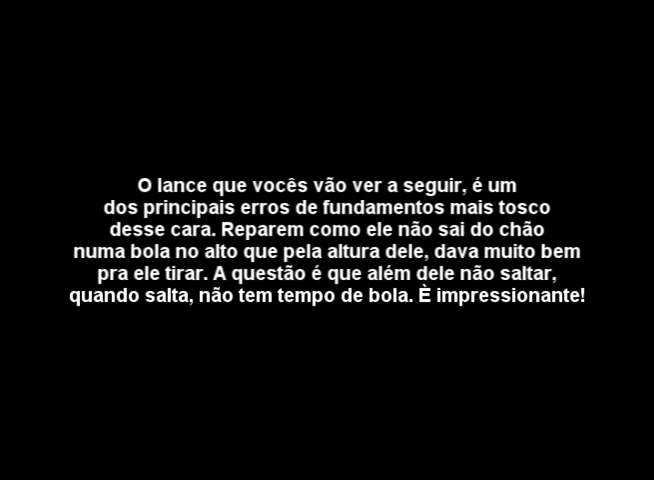 O lance que vocês vão ver a seguir, é um
dos principais erros de fundamentos mais tosco
desse cara. Reparem como ele não sai do chão
numa bola no alto que pela altura dele, dava muito bem
pra ele tirar. A questão é que além dele não saltar,
quando salta, não tem tempo de bola. È impressionante!